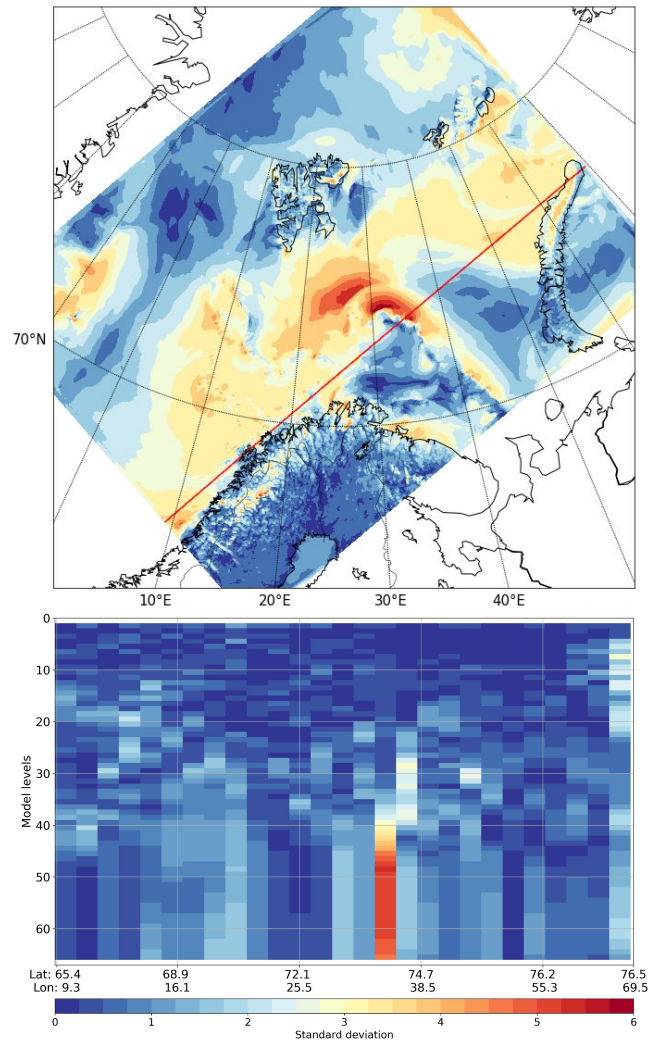 70°N
10°E 20°E 30°E 40°E
0
10
20
30
40
50
60
Model levels
Lat: 65.4 68.9 72.1 74.7 76.2 76.5
Lon: 9.3 16.1 25.5 38.5 55.3 69.5
0 1 2 3 4 5 6
Standard deviation